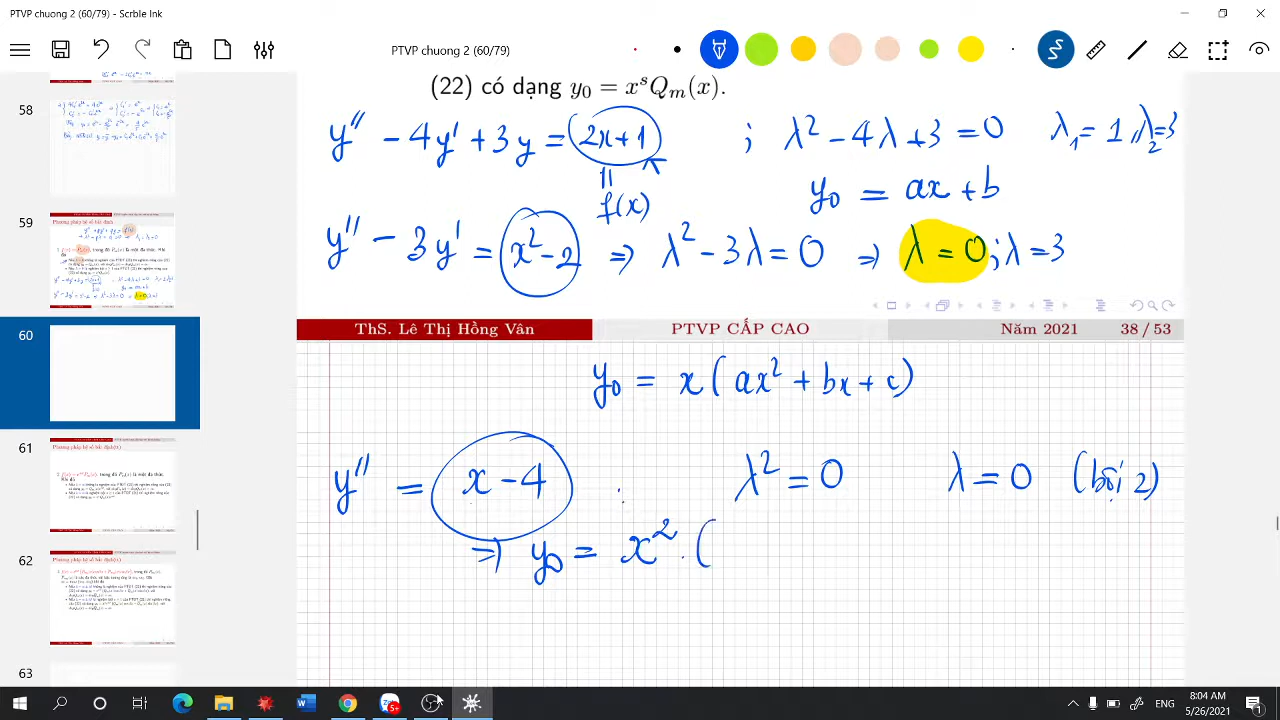 PTVP chuong 2 (60/79) - Scrble Ink
PTVP chuong 2 (60/79)
(22) có dạng y₀ = xˢQₘ(x).
y'' - 4y' + 3y = 2x+1 ; λ² - 4λ + 3 = 0 λ₁ = 1, λ₂ = 3
f(x)
y₀ = ax + b
y'' - 3y' = x² - 2 ⇒ λ² - 3λ = 0 ⇒ λ = 0; λ = 3
ThS. Lê Thị Hồng Vân PTVP CẤP CAO Năm 2021 38 / 53
y₀ = x(ax² + bx + c)
y'' = x - 4 λ² = 0 λ = 0 (bội 2)
⇒ y₀ = x².(
58
59
60
61
62
63
5+
ENG
8:04 AM
5/26/2021